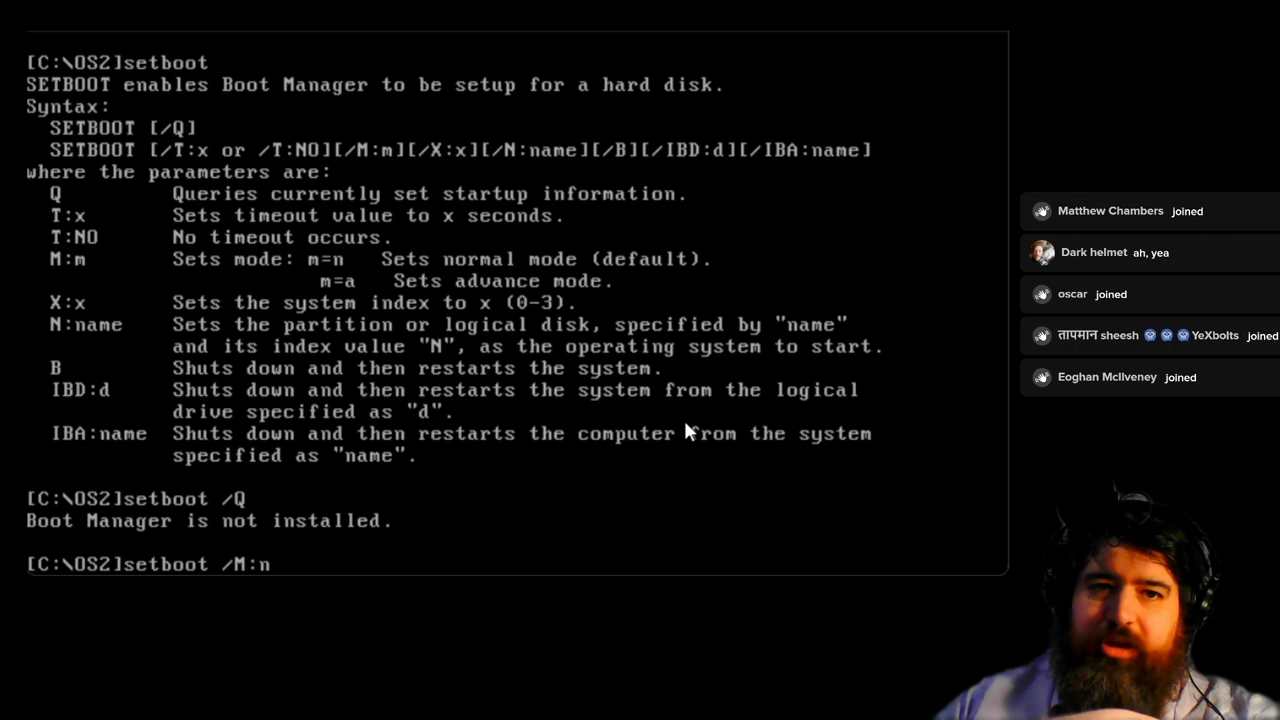 [C:\OS2]setboot
SETBOOT enables Boot Manager to be setup for a hard disk.
Syntax:
SETBOOT [/Q]
SETBOOT [/T:x or /T:NO][/M:m][/X:x][/N:name][/B][/IBD:d][/IBA:name]
where the parameters are:
Q Queries currently set startup information.
T:x Sets timeout value to x seconds.
T:NO No timeout occurs.
M:m Sets mode: m=n Sets normal mode (default).
m=a Sets advance mode.
X:x Sets the system index to x (0-3).
N:name Sets the partition or logical disk, specified by "name"
and its index value "N", as the operating system to start.
B Shuts down and then restarts the system.
IBD:d Shuts down and then restarts the system from the logical
drive specified as "d".
IBA:name Shuts down and then restarts the computer from the system
specified as "name".
[C:\OS2]setboot /Q
Boot Manager is not installed.
[C:\OS2]setboot /M:n
Matthew Chambers joined
Dark helmet ah, yea
oscar joined
तापमान sheesh YeXbolts joined
Eoghan McIlveney joined